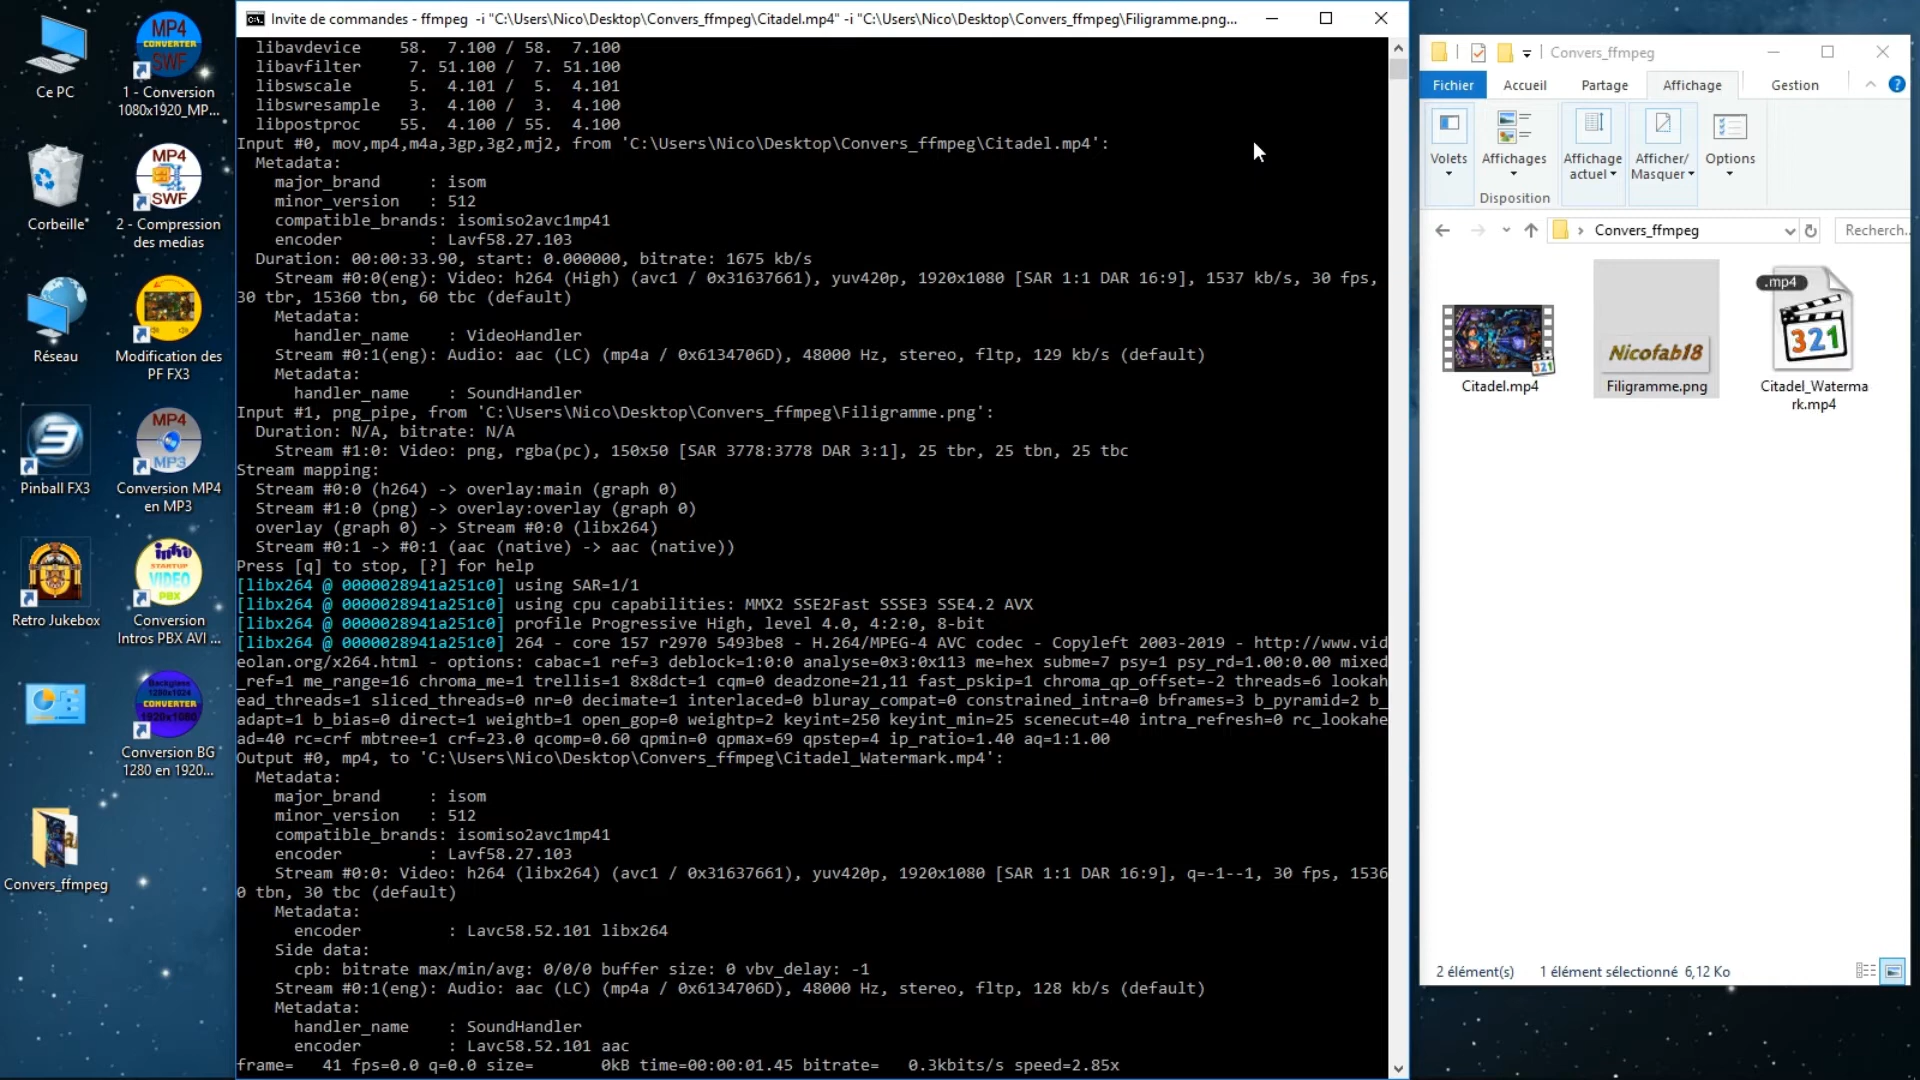 Ce PC
Corbeille
Réseau
Pinball FX3
Retro Jukebox
Convers_ffmpeg
MP4
CONVERTER
SWF
1 - Conversion
1080x1920_MP...
MP4
SWF
2 - Compression
des medias
Modification des
PF FX3
MP4
MP3
Conversion MP4
en MP3
intro
STARTUP
VIDEO
PBX
Conversion
Intros PBX AVI ...
Backglass
1280x1024
CONVERTER
1920x1080
Conversion BG
1280 en 1920...
Invite de commandes - ffmpeg  -i "C:\Users\Nico\Desktop\Convers_ffmpeg\Citadel.mp4" -i "C:\Users\Nico\Desktop\Convers_ffmpeg\Filigramme.png...
libavdevice    58.  7.100 / 58.  7.100
libavfilter     7. 51.100 /  7. 51.100
libswscale      5.  4.101 /  5.  4.101
libswresample   3.  4.100 /  3.  4.100
libpostproc    55.  4.100 / 55.  4.100
Input #0, mov,mp4,m4a,3gp,3g2,mj2, from 'C:\Users\Nico\Desktop\Convers_ffmpeg\Citadel.mp4':
Metadata:
major_brand     : isom
minor_version   : 512
compatible_brands: isomiso2avc1mp41
encoder         : Lavf58.27.103
Duration: 00:00:33.90, start: 0.000000, bitrate: 1675 kb/s
Stream #0:0(eng): Video: h264 (High) (avc1 / 0x31637661), yuv420p, 1920x1080 [SAR 1:1 DAR 16:9], 1537 kb/s, 30 fps,
30 tbr, 15360 tbn, 60 tbc (default)
Metadata:
handler_name    : VideoHandler
Stream #0:1(eng): Audio: aac (LC) (mp4a / 0x6134706D), 48000 Hz, stereo, fltp, 129 kb/s (default)
Metadata:
handler_name    : SoundHandler
Input #1, png_pipe, from 'C:\Users\Nico\Desktop\Convers_ffmpeg\Filigramme.png':
Duration: N/A, bitrate: N/A
Stream #1:0: Video: png, rgba(pc), 150x50 [SAR 3778:3778 DAR 3:1], 25 tbr, 25 tbn, 25 tbc
Stream mapping:
Stream #0:0 (h264) -> overlay:main (graph 0)
Stream #1:0 (png) -> overlay:overlay (graph 0)
overlay (graph 0) -> Stream #0:0 (libx264)
Stream #0:1 -> #0:1 (aac (native) -> aac (native))
Press [q] to stop, [?] for help
[libx264 @ 0000028941a251c0] using SAR=1/1
[libx264 @ 0000028941a251c0] using cpu capabilities: MMX2 SSE2Fast SSSE3 SSE4.2 AVX
[libx264 @ 0000028941a251c0] profile Progressive High, level 4.0, 4:2:0, 8-bit
[libx264 @ 0000028941a251c0] 264 - core 157 r2970 5493be8 - H.264/MPEG-4 AVC codec - Copyleft 2003-2019 - http://www.vid
eolan.org/x264.html - options: cabac=1 ref=3 deblock=1:0:0 analyse=0x3:0x113 me=hex subme=7 psy=1 psy_rd=1.00:0.00 mixed
_ref=1 me_range=16 chroma_me=1 trellis=1 8x8dct=1 cqm=0 deadzone=21,11 fast_pskip=1 chroma_qp_offset=-2 threads=6 lookah
ead_threads=1 sliced_threads=0 nr=0 decimate=1 interlaced=0 bluray_compat=0 constrained_intra=0 bframes=3 b_pyramid=2 b_
adapt=1 b_bias=0 direct=1 weightb=1 open_gop=0 weightp=2 keyint=250 keyint_min=25 scenecut=40 intra_refresh=0 rc_lookahe
ad=40 rc=crf mbtree=1 crf=23.0 qcomp=0.60 qpmin=0 qpmax=69 qpstep=4 ip_ratio=1.40 aq=1:1.00
Output #0, mp4, to 'C:\Users\Nico\Desktop\Convers_ffmpeg\Citadel_Watermark.mp4':
Metadata:
major_brand     : isom
minor_version   : 512
compatible_brands: isomiso2avc1mp41
encoder         : Lavf58.27.103
Stream #0:0: Video: h264 (libx264) (avc1 / 0x31637661), yuv420p, 1920x1080 [SAR 1:1 DAR 16:9], q=-1--1, 30 fps, 1536
0 tbn, 30 tbc (default)
Metadata:
encoder         : Lavc58.52.101 libx264
Side data:
cpb: bitrate max/min/avg: 0/0/0 buffer size: 0 vbv_delay: -1
Stream #0:1(eng): Audio: aac (LC) (mp4a / 0x6134706D), 48000 Hz, stereo, fltp, 128 kb/s (default)
Metadata:
handler_name    : SoundHandler
encoder         : Lavc58.52.101 aac
frame=   41 fps=0.0 q=0.0 size=       0kB time=00:00:01.45 bitrate=   0.3kbits/s speed=2.85x
Convers_ffmpeg
Fichier
Accueil
Partage
Affichage
Gestion
Volets
Affichages
Affichage
actuel
Afficher/
Masquer
Options
Disposition
Convers_ffmpeg
Recherch...
321
Citadel.mp4
Nicofab18
Filigramme.png
.mp4
321
Citadel_Waterma
rk.mp4
2 élément(s)
1 élément sélectionné  6,12 Ko